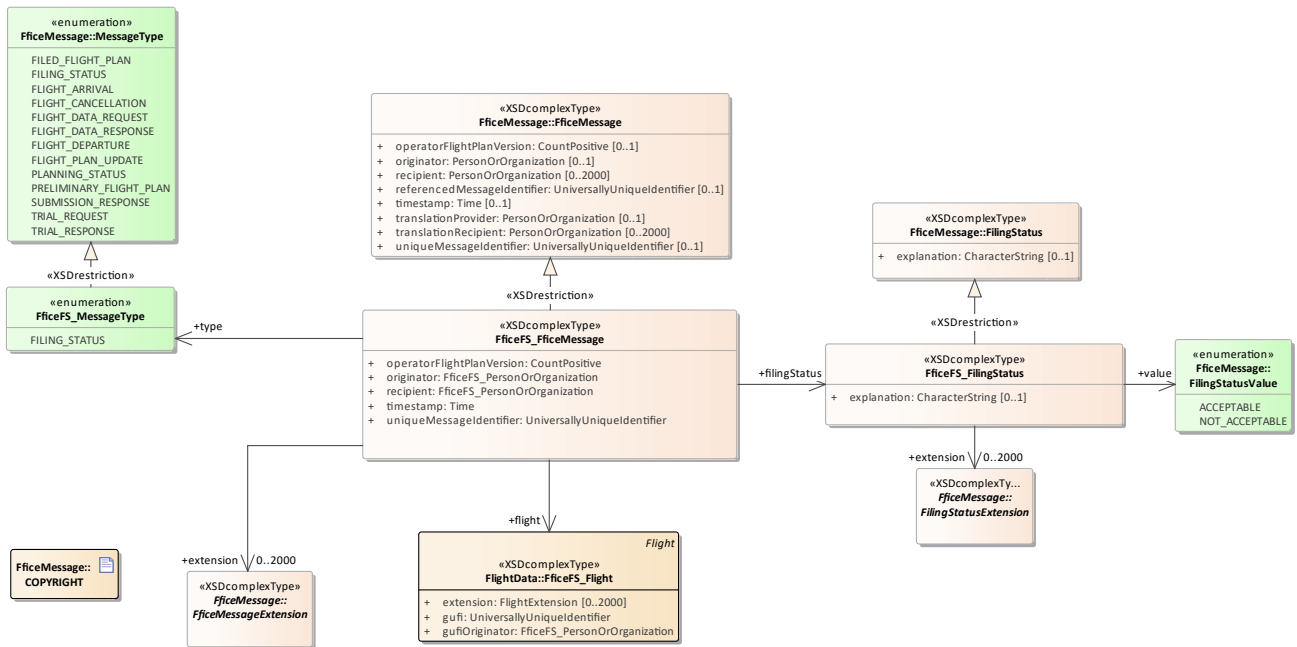 «enumeration»
FficeMessage::MessageType
FILED_FLIGHT_PLAN
FILING_STATUS
FLIGHT_ARRIVAL
FLIGHT_CANCELLATION
FLIGHT_DATA_REQUEST
FLIGHT_DATA_RESPONSE
FLIGHT_DEPARTURE
FLIGHT_PLAN_UPDATE
PLANNING_STATUS
PRELIMINARY_FLIGHT_PLAN
SUBMISSION_RESPONSE
TRIAL_REQUEST
TRIAL_RESPONSE
«XSDrestriction»
«enumeration»
FficeFS_MessageType
FILING_STATUS
+type
«XSDcomplexType»
FficeMessage::FficeMessage
+ operatorFlightPlanVersion: CountPositive [0..1]
+ originator: PersonOrOrganization [0..1]
+ recipient: PersonOrOrganization [0..2000]
+ referencedMessageIdentifier: UniversallyUniqueIdentifier [0..1]
+ timestamp: Time [0..1]
+ translationProvider: PersonOrOrganization [0..1]
+ translationRecipient: PersonOrOrganization [0..2000]
+ uniqueMessageIdentifier: UniversallyUniqueIdentifier [0..1]
«XSDrestriction»
«XSDcomplexType»
FficeFS_FficeMessage
+ operatorFlightPlanVersion: CountPositive
+ originator: FficeFS_PersonOrOrganization
+ recipient: FficeFS_PersonOrOrganization
+ timestamp: Time
+ uniqueMessageIdentifier: UniversallyUniqueIdentifier
+filingStatus
«XSDcomplexType»
FficeMessage::FilingStatus
+ explanation: CharacterString [0..1]
«XSDrestriction»
«XSDcomplexType»
FficeFS_FilingStatus
+ explanation: CharacterString [0..1]
+value
«enumeration»
FficeMessage::
FilingStatusValue
ACCEPTABLE
NOT_ACCEPTABLE
+extension 0..2000
«XSDcomplexTy...
FficeMessage::
FilingStatusExtension
+flight
Flight
«XSDcomplexType»
FlightData::FficeFS_Flight
+ extension: FlightExtension [0..2000]
+ gufi: UniversallyUniqueIdentifier
+ gufiOriginator: FficeFS_PersonOrOrganization
+extension 0..2000
«XSDcomplexType»
FficeMessage::
FficeMessageExtension
FficeMessage::
COPYRIGHT